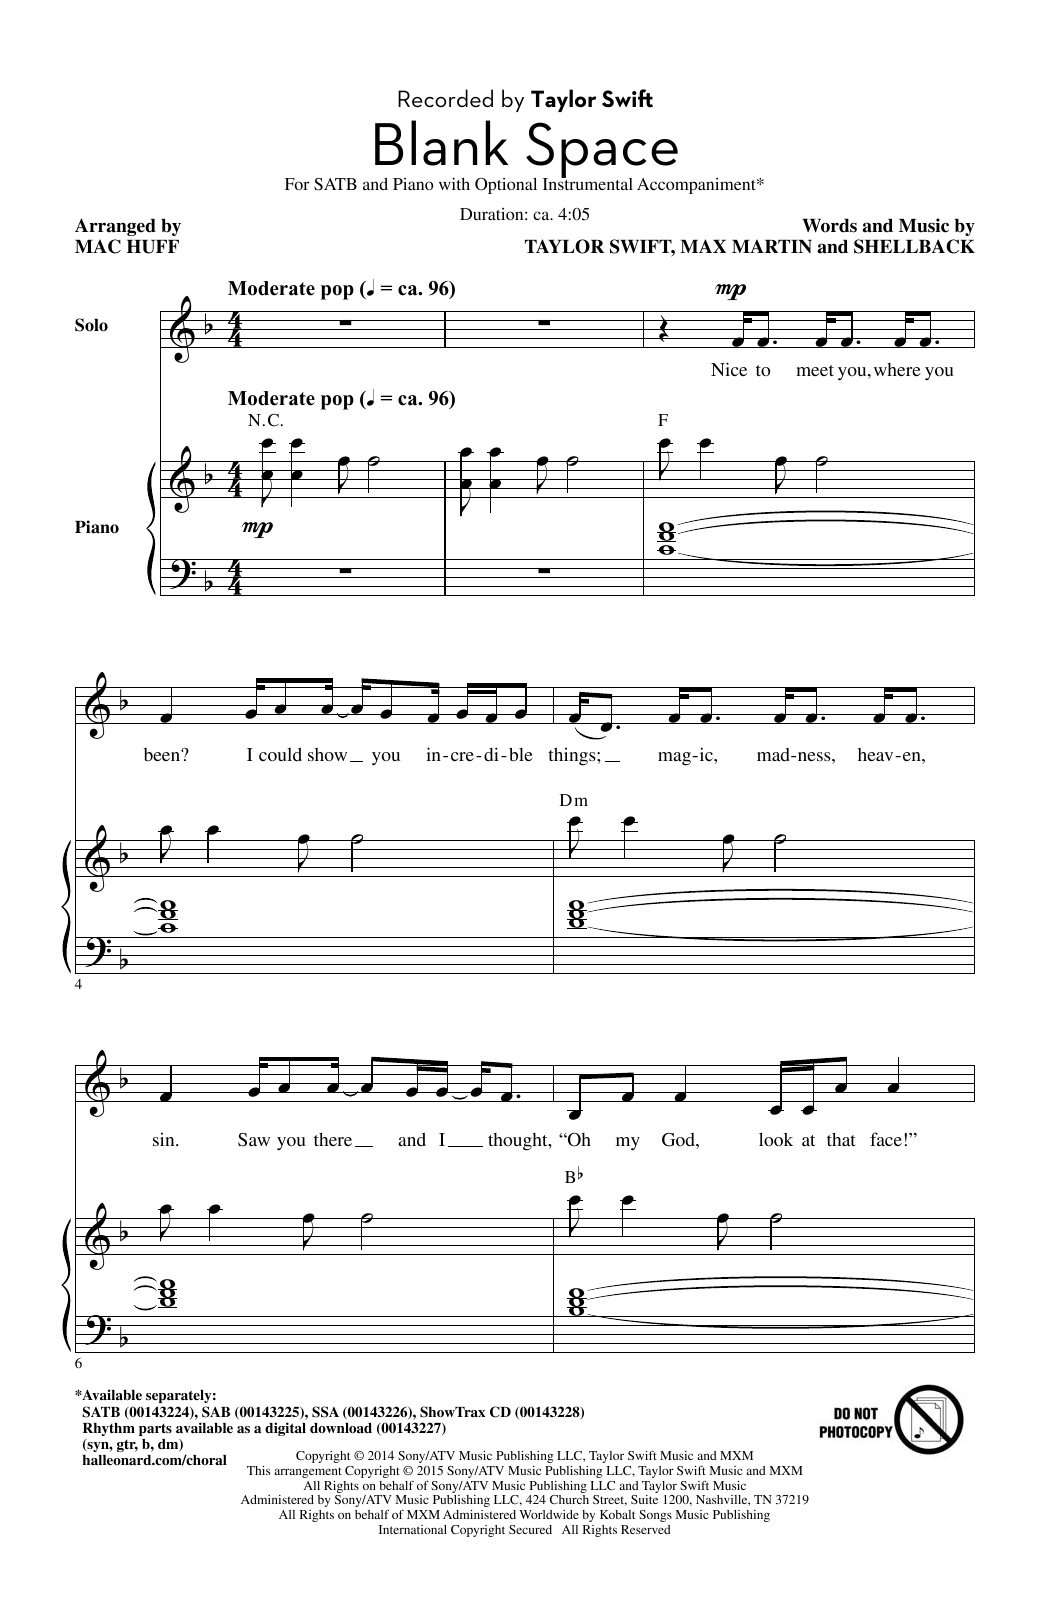 Recorded by Taylor Swift
Blank Space
For SATB and Piano with Optional Instrumental Accompaniment*
Duration: ca. 4:05
Arranged by
MAC HUFF
Words and Music by
TAYLOR SWIFT, MAX MARTIN and SHELLBACK
Moderate pop (♩ = ca. 96)
mp
Solo
4
4
Nice to meet you, where you
Moderate pop (♩ = ca. 96)
N.C.
F
Piano
4
4
mp
4
4
been? I could show you in-cre-di-ble things; mag-ic, mad-ness, heav-en,
Dm
4
sin. Saw you there and I thought, “Oh my God, look at that face!”
B♭
6
*Available separately:
SATB (00143224), SAB (00143225), SSA (00143226), ShowTrax CD (00143228)
Rhythm parts available as a digital download (00143227)
(syn, gtr, b, dm)
halleonard.com/choral
DO NOT
PHOTOCOPY
Copyright © 2014 Sony/ATV Music Publishing LLC, Taylor Swift Music and MXM
This arrangement Copyright © 2015 Sony/ATV Music Publishing LLC, Taylor Swift Music and MXM
All Rights on behalf of Sony/ATV Music Publishing LLC and Taylor Swift Music
Administered by Sony/ATV Music Publishing LLC, 424 Church Street, Suite 1200, Nashville, TN 37219
All Rights on behalf of MXM Administered Worldwide by Kobalt Songs Music Publishing
International Copyright Secured All Rights Reserved